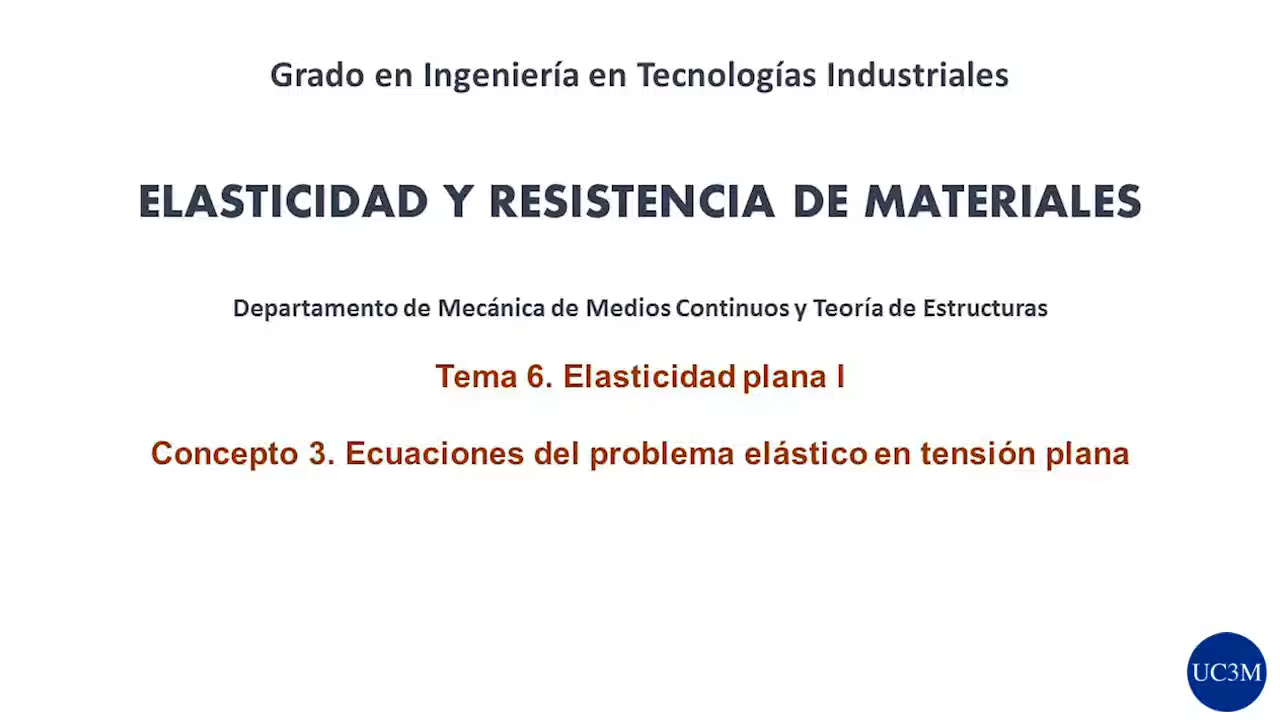 Grado en Ingeniería en Tecnologías Industriales
ELASTICIDAD Y RESISTENCIA DE MATERIALES
Departamento de Mecánica de Medios Continuos y Teoría de Estructuras
Tema 6. Elasticidad plana I
Concepto 3. Ecuaciones del problema elástico en tensión plana
UC3M